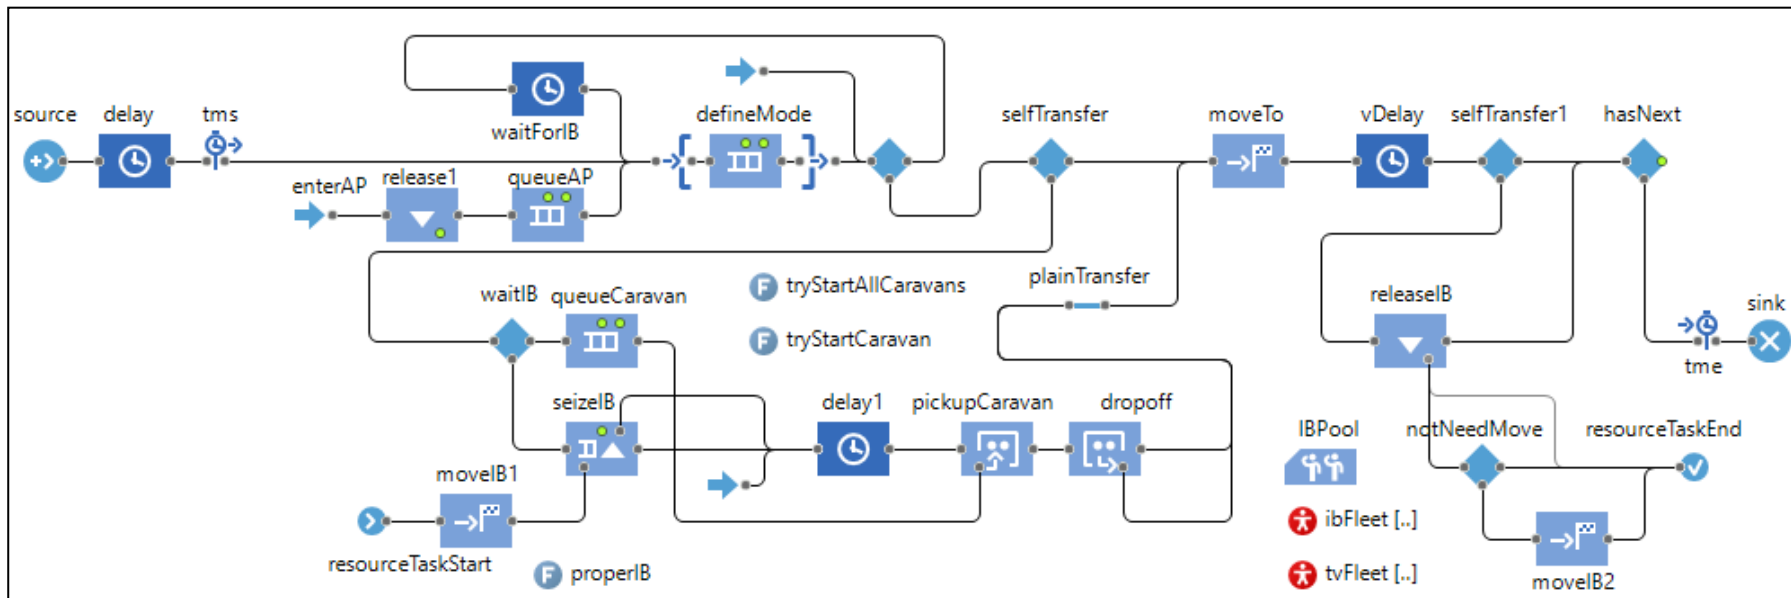 source
delay
tms
waitForIB
defineMode
selfTransfer
moveTo
vDelay
selfTransfer1
hasNext
enterAP
release1
queueAP
waitIB
queueCaravan
F tryStartAllCaravans
F tryStartCaravan
plainTransfer
releaseIB
tme
sink
seizeIB
delay1
pickupCaravan
dropoff
IBPool
notNeedMove
resourceTaskEnd
moveIB1
resourceTaskStart
F properIB
ibFleet [..]
tvFleet [..]
moveIB2